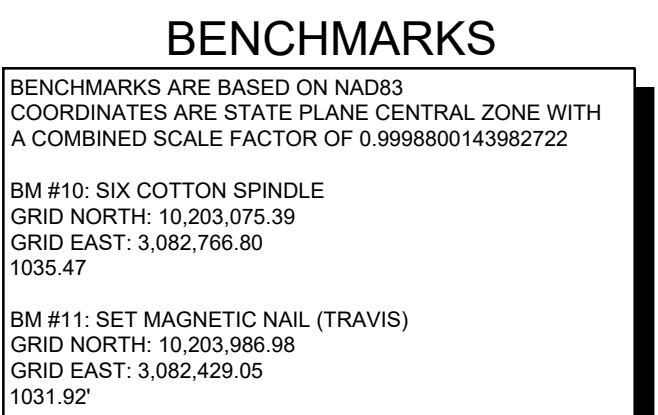 BENCHMARKS
BENCHMARKS ARE BASED ON NAD83
COORDINATES ARE STATE PLANE CENTRAL ZONE WITH
A COMBINED SCALE FACTOR OF 0.9998800143982722
BM #10: SIX COTTON SPINDLE
GRID NORTH: 10,203,075.39
GRID EAST: 3,082,766.80
1035.47
BM #11: SET MAGNETIC NAIL (TRAVIS)
GRID NORTH: 10,203,986.98
GRID EAST: 3,082,429.05
1031.92'